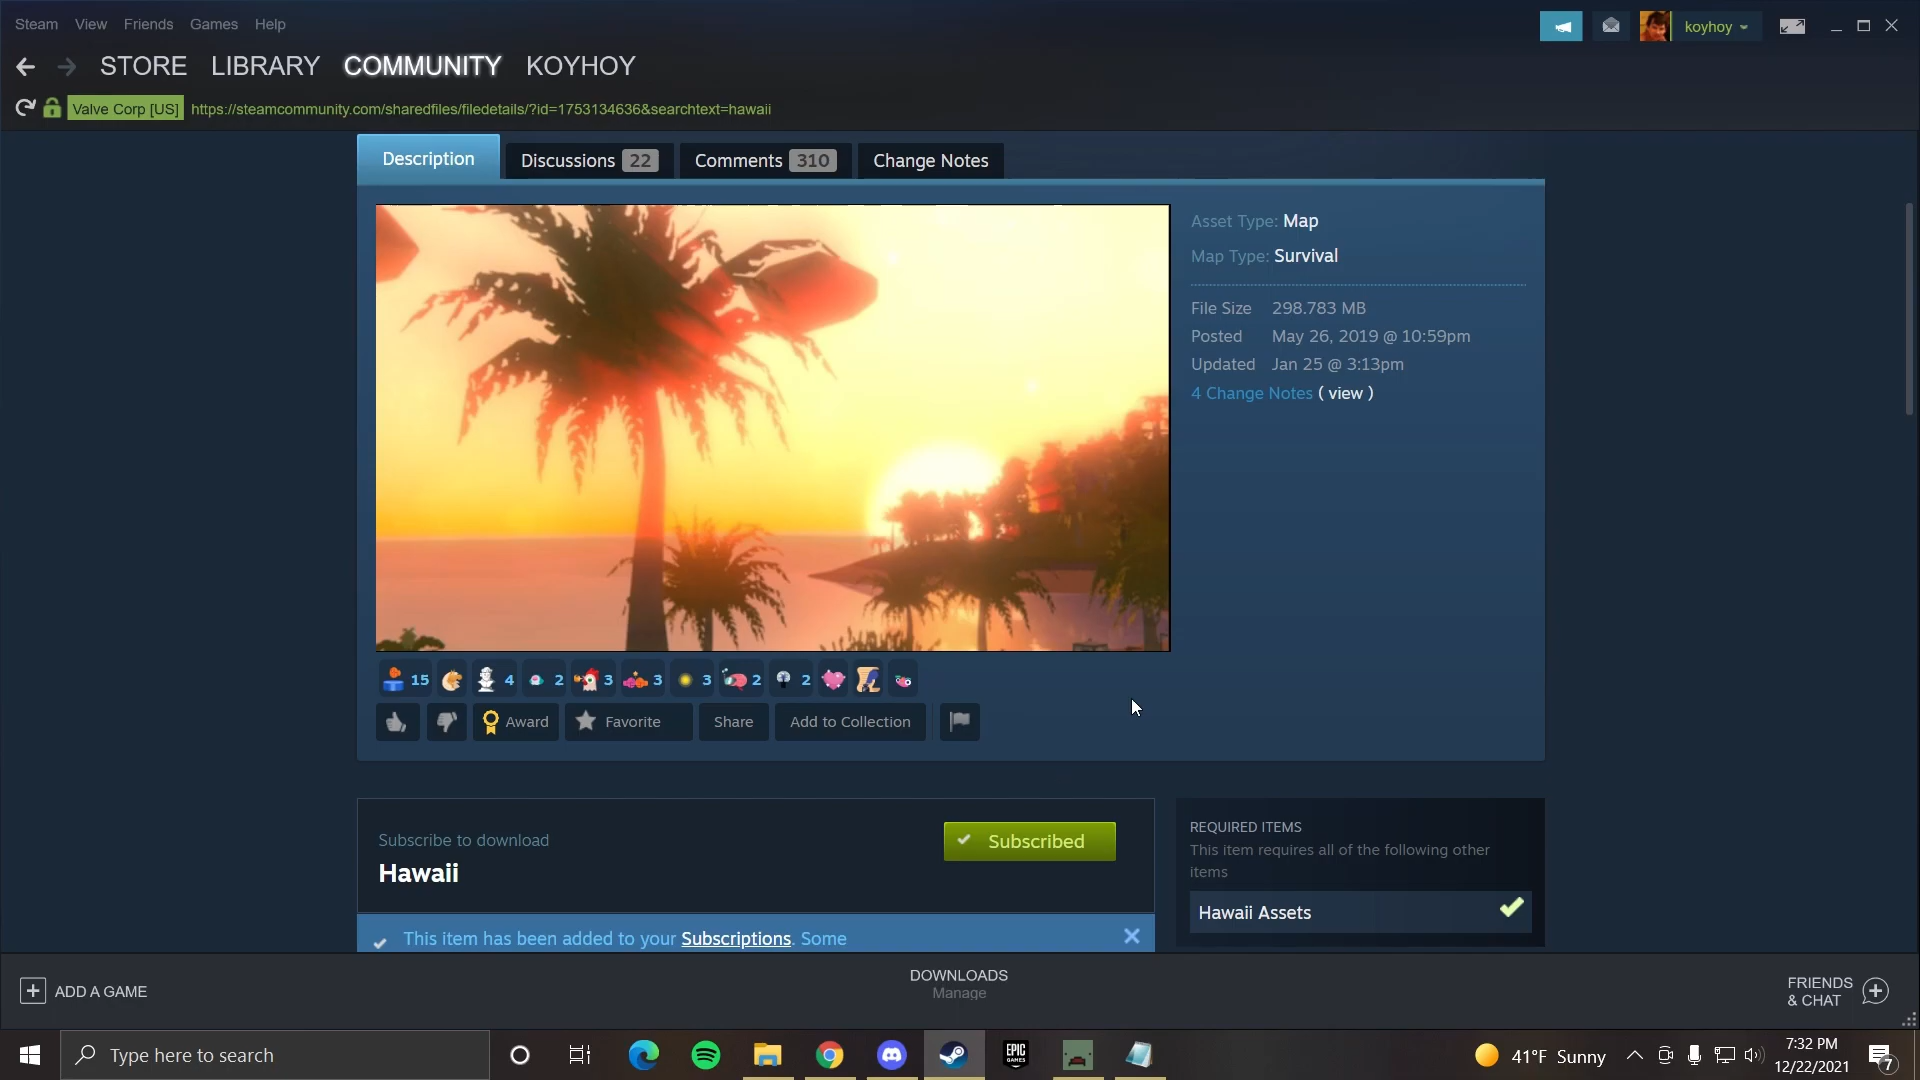 Steam View Friends Games Help
koyhoy
STORE LIBRARY COMMUNITY KOYHOY
Valve Corp [US] https://steamcommunity.com/sharedfiles/filedetails/?id=1753134636&searchtext=hawaii
Description Discussions 22 Comments 310 Change Notes
Asset Type: Map
Map Type: Survival
File Size 298.783 MB
Posted May 26, 2019 @ 10:59pm
Updated Jan 25 @ 3:13pm
4 Change Notes ( view )
15 4 2 3 3 3 2 2
Award Favorite Share Add to Collection
Subscribe to download
Hawaii
Subscribed
This item has been added to your Subscriptions. Some
REQUIRED ITEMS
This item requires all of the following other
items
Hawaii Assets
ADD A GAME
DOWNLOADS
Manage
FRIENDS
& CHAT
Type here to search
EPIC
GAMES
41°F Sunny
7:32 PM
12/22/2021
7